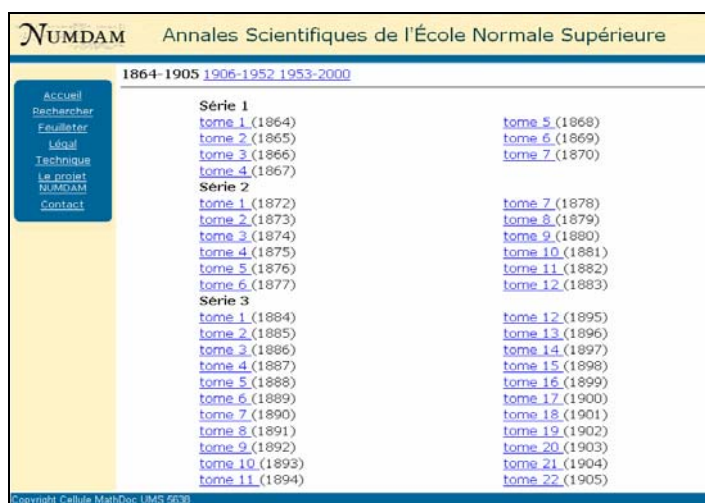 NUMDAM
Annales Scientifiques de l'École Normale Supérieure
1864-1905 1906-1952 1953-2000
Accueil
Rechercher
Feuilleter
Légal
Technique
Le projet
NUMDAM
Contact
Série 1
tome 1 (1864)
tome 2 (1865)
tome 3 (1866)
tome 4 (1867)
tome 5 (1868)
tome 6 (1869)
tome 7 (1870)
Série 2
tome 1 (1872)
tome 2 (1873)
tome 3 (1874)
tome 4 (1875)
tome 5 (1876)
tome 6 (1877)
tome 7 (1878)
tome 8 (1879)
tome 9 (1880)
tome 10 (1881)
tome 11 (1882)
tome 12 (1883)
Série 3
tome 1 (1884)
tome 2 (1885)
tome 3 (1886)
tome 4 (1887)
tome 5 (1888)
tome 6 (1889)
tome 7 (1890)
tome 8 (1891)
tome 9 (1892)
tome 10 (1893)
tome 11 (1894)
tome 12 (1895)
tome 13 (1896)
tome 14 (1897)
tome 15 (1898)
tome 16 (1899)
tome 17 (1900)
tome 18 (1901)
tome 19 (1902)
tome 20 (1903)
tome 21 (1904)
tome 22 (1905)
Copyright Cellule MathDoc UMS 5638